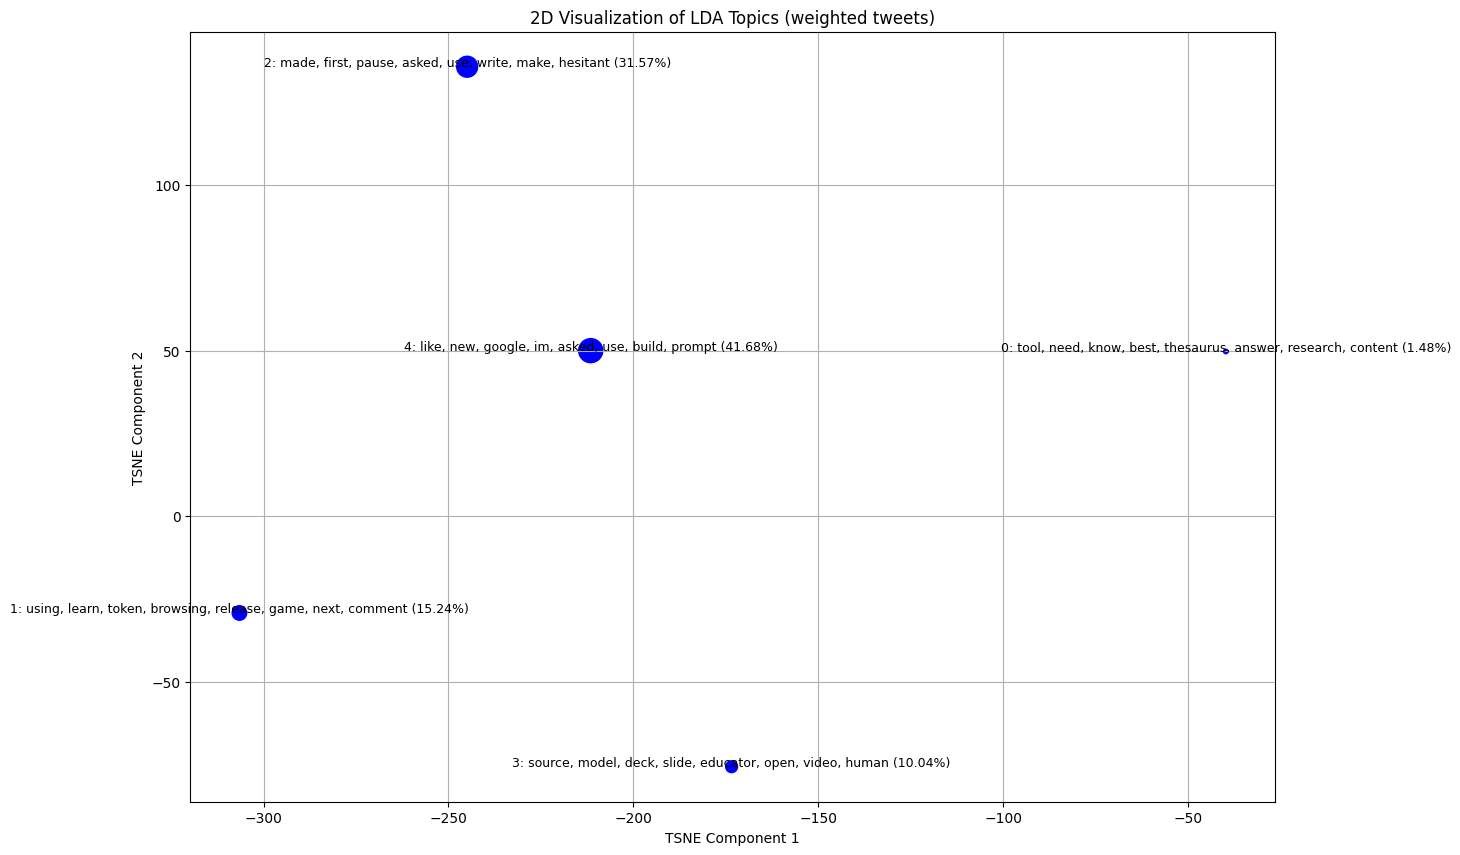 2D Visualization of LDA Topics (weighted tweets)
2: made, first, pause, asked, use, write, make, hesitant (31.57%)
100
4: like, new, google, im, asked, use, build, prompt (41.68%)
0: tool, need, know, best, thesaurus, answer, research, content (1.48%)
50
TSNE Component 2
0
1: using, learn, token, browsing, release, game, next, comment (15.24%)
−50
3: source, model, deck, slide, educator, open, video, human (10.04%)
−300
−250
−200
−150
−100
−50
TSNE Component 1